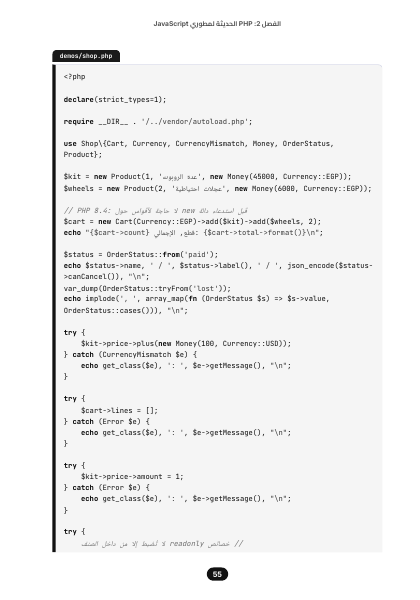 الفصل 2: PHP الحديثة لمطوري JavaScript
demos/shop.php
<?php
declare(strict_types=1);
require __DIR__ . '/../vendor/autoload.php';
use Shop\{Cart, Currency, CurrencyMismatch, Money, OrderStatus,
Product};
$kit = new Product(1, 'عدة الروبوت', new Money(45000, Currency::EGP));
$wheels = new Product(2, 'عجلات احتياطية', new Money(6000, Currency::EGP));
// PHP 8.4: لا حاجة لأقواس حول new قبل استدعاء دالة
$cart = new Cart(Currency::EGP)->add($kit)->add($wheels, 2);
echo "{$cart->count} قطع، الإجمالي: {$cart->total->format()}\n";
$status = OrderStatus::from('paid');
echo $status->name, ' / ', $status->label(), ' / ', json_encode($status-
>canCancel()), "\n";
var_dump(OrderStatus::tryFrom('lost'));
echo implode(', ', array_map(fn (OrderStatus $s) => $s->value,
OrderStatus::cases())), "\n";
try {
    $kit->price->plus(new Money(100, Currency::USD));
} catch (CurrencyMismatch $e) {
    echo get_class($e), ': ', $e->getMessage(), "\n";
}
try {
    $cart->lines = [];
} catch (Error $e) {
    echo get_class($e), ': ', $e->getMessage(), "\n";
}
try {
    $kit->price->amount = 1;
} catch (Error $e) {
    echo get_class($e), ': ', $e->getMessage(), "\n";
}
try {
    // خصائص readonly لا تُضبط إلا من داخل الصنف
55